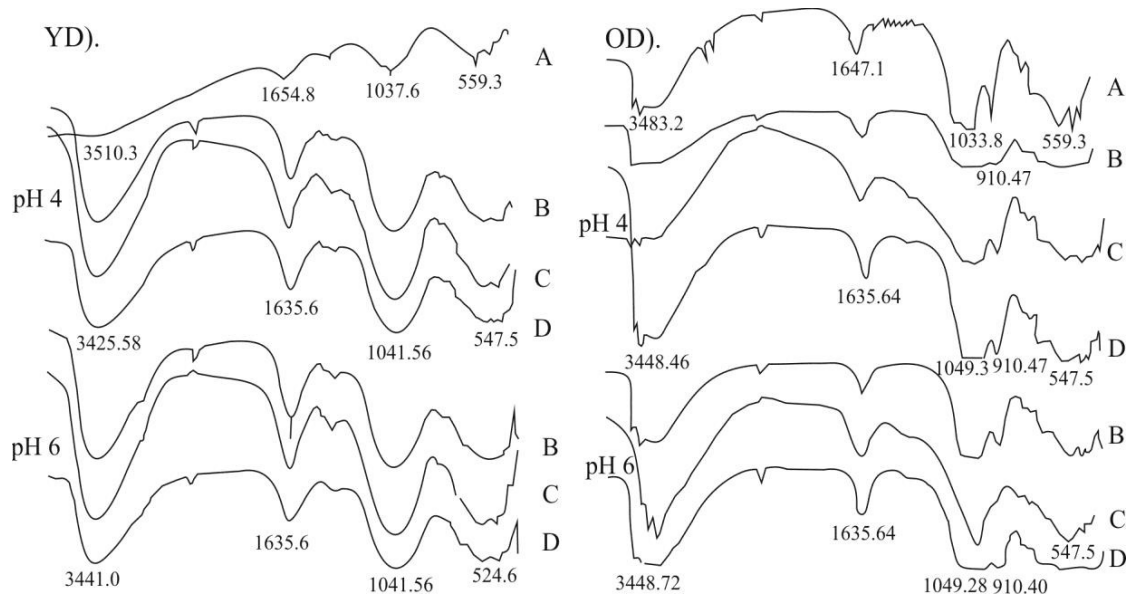 YD).
A
1654.8
1037.6
559.3
3510.3
pH 4
B
C
1635.6
D
3425.58
1041.56
547.5
pH 6
B
C
1635.6
D
3441.0
1041.56
524.6
OD).
1647.1
A
3483.2
1033.8
559.3
B
910.47
pH 4
C
1635.64
D
3448.46
1049.3
910.47
547.5
B
pH 6
C
1635.64
547.5
D
3448.72
1049.28
910.40